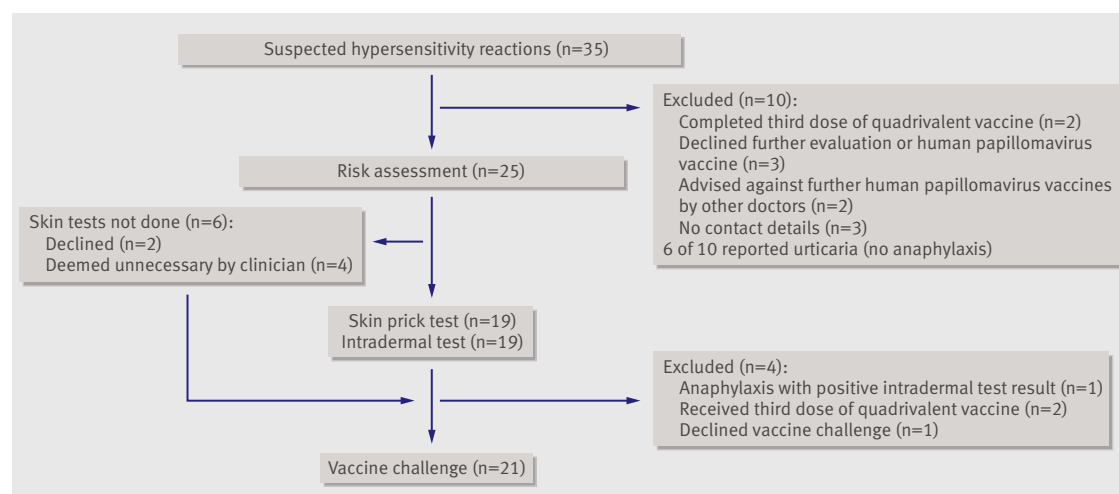 Suspected hypersensitivity reactions (n=35)
Excluded (n=10):
Completed third dose of quadrivalent vaccine (n=2)
Declined further evaluation or human papillomavirus
vaccine (n=3)
Advised against further human papillomavirus vaccines
by other doctors (n=2)
No contact details (n=3)
6 of 10 reported urticaria (no anaphylaxis)
Risk assessment (n=25)
Skin tests not done (n=6):
Declined (n=2)
Deemed unnecessary by clinician (n=4)
Skin prick test (n=19)
Intradermal test (n=19)
Excluded (n=4):
Anaphylaxis with positive intradermal test result (n=1)
Received third dose of quadrivalent vaccine (n=2)
Declined vaccine challenge (n=1)
Vaccine challenge (n=21)